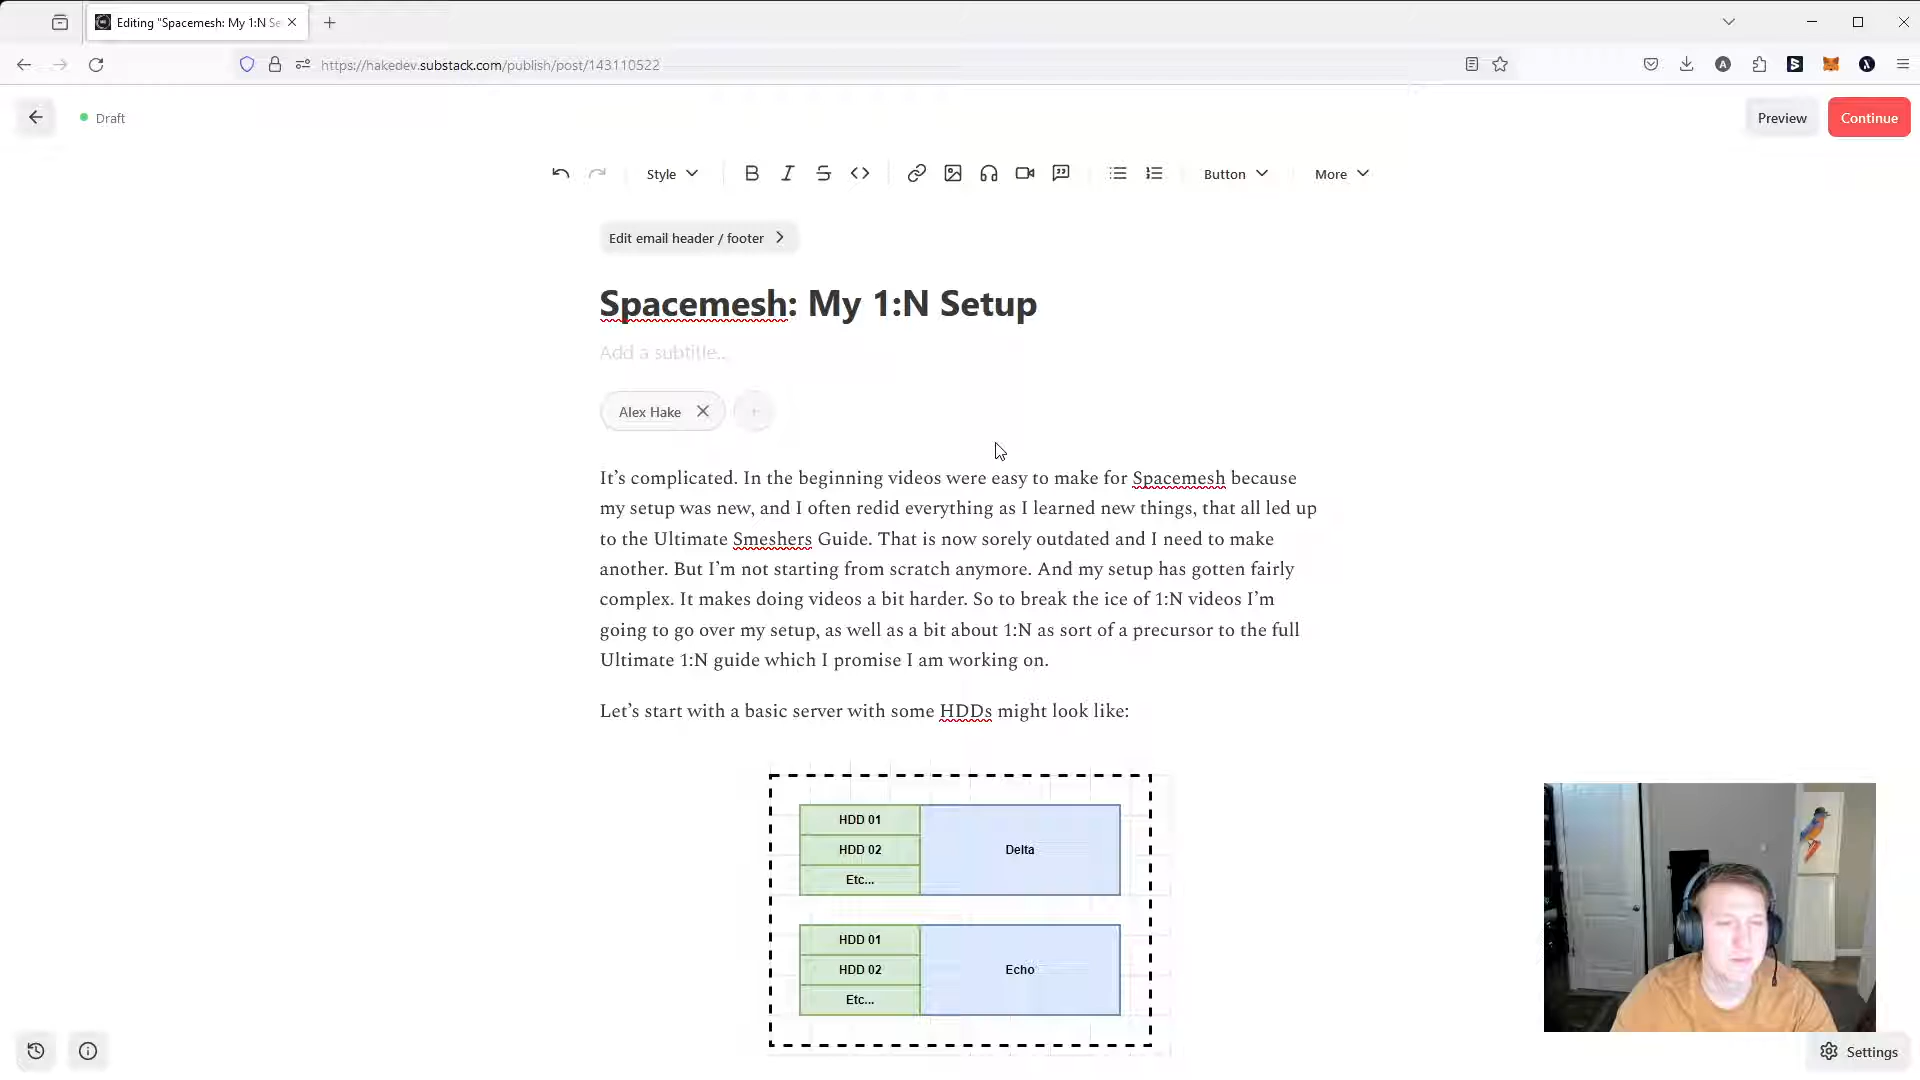 Editing "Spacemesh: My 1:N Se
https://hakedev.substack.com/publish/post/143110522
Draft
Preview
Continue
Style
Button
More
Edit email header / footer
Spacemesh: My 1:N Setup
Add a subtitle...
Alex Hake
It’s complicated. In the beginning videos were easy to make for Spacemesh because
my setup was new, and I often redid everything as I learned new things, that all led up
to the Ultimate Smeshers Guide. That is now sorely outdated and I need to make
another. But I’m not starting from scratch anymore. And my setup has gotten fairly
complex. It makes doing videos a bit harder. So to break the ice of 1:N videos I’m
going to go over my setup, as well as a bit about 1:N as sort of a precursor to the full
Ultimate 1:N guide which I promise I am working on.
Let’s start with a basic server with some HDDs might look like:
HDD 01
HDD 02
Etc...
Delta
HDD 01
HDD 02
Etc...
Echo
Settings